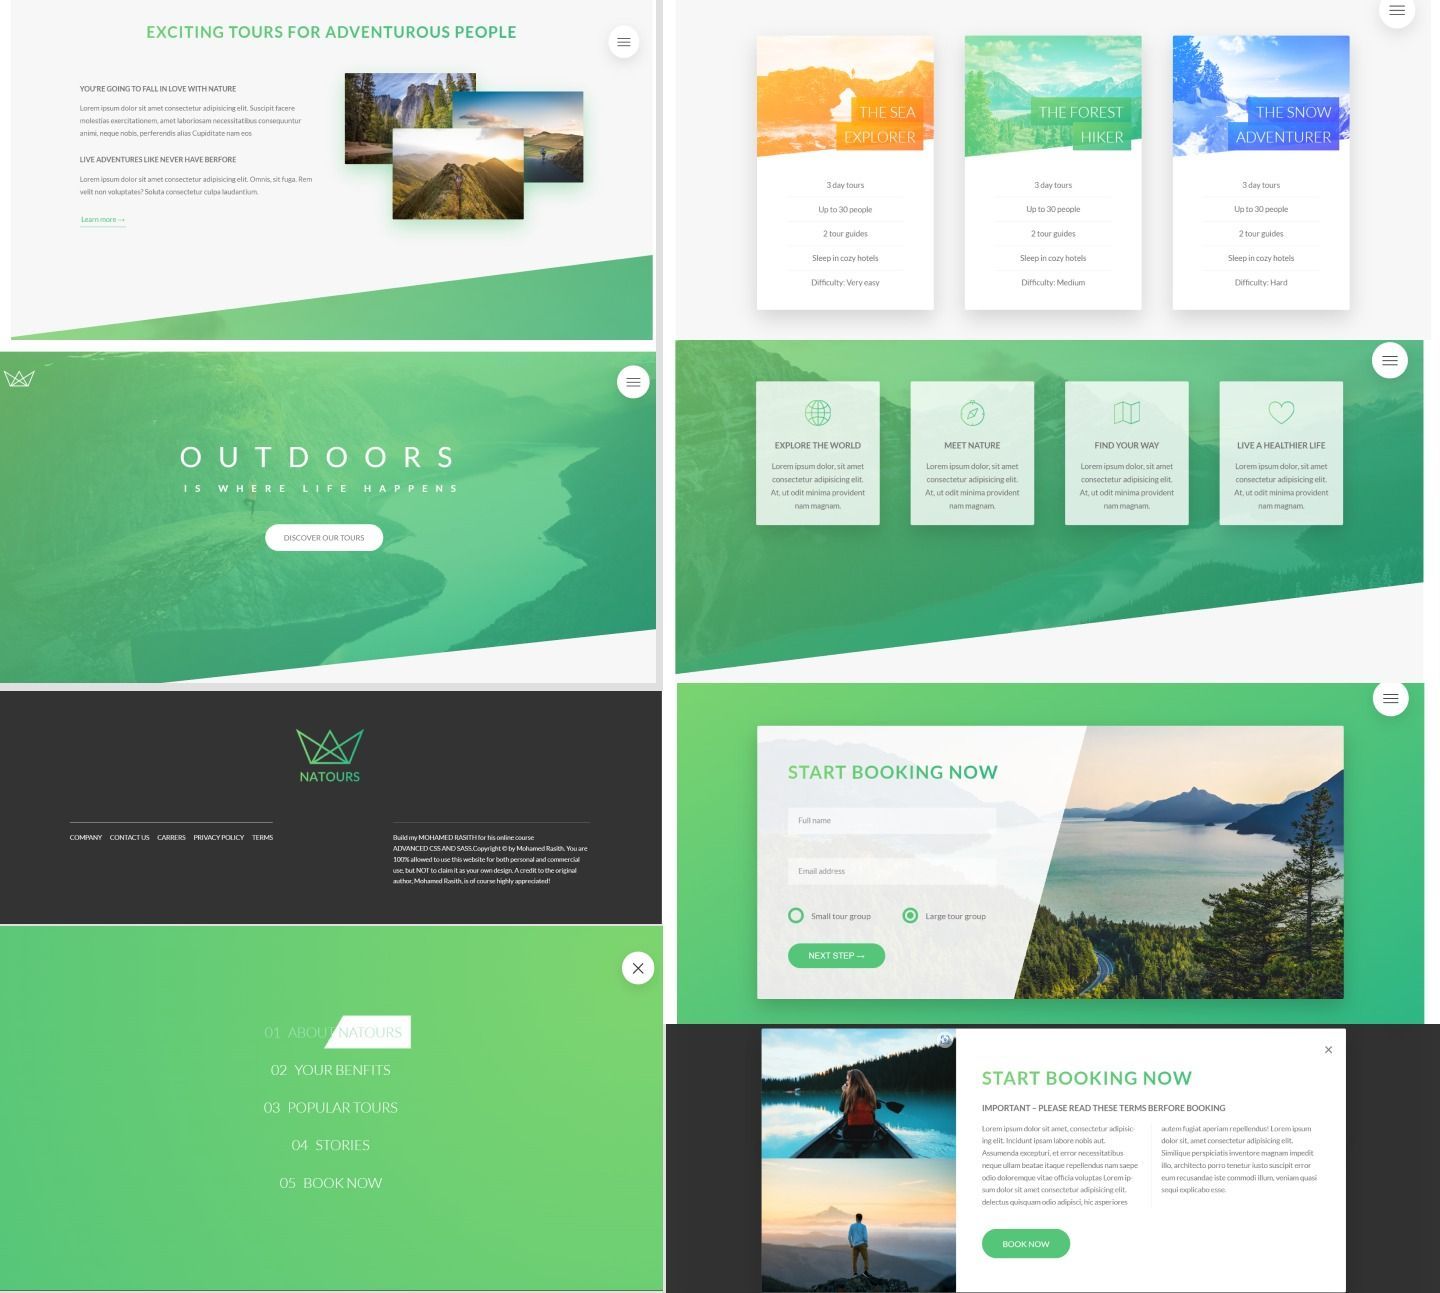 EXCITING TOURS FOR ADVENTUROUS PEOPLE
YOU'RE GOING TO FALL IN LOVE WITH NATURE
Lorem ipsum dolor sit amet consectetur adipisicing elit. Suscipit facere
molestias exercitationem, amet laboriosam necessitatibus consequuntur
animi, neque nobis, perferendis alias Cupiditate nam eos
LIVE ADVENTURES LIKE NEVER HAVE BERFORE
Lorem ipsum dolor sit amet consectetur adipisicing elit. Omnis, sit fuga. Rem
velit non voluptates? Soluta consectetur culpa laudantium.
Learn more →
THE SEA
EXPLORER
3 day tours
Up to 30 people
2 tour guides
Sleep in cozy hotels
Difficulty: Very easy
THE FOREST
HIKER
3 day tours
Up to 30 people
2 tour guides
Sleep in cozy hotels
Difficulty: Medium
THE SNOW
ADVENTURER
3 day tours
Up to 30 people
2 tour guides
Sleep in cozy hotels
Difficulty: Hard
OUTDOORS
IS WHERE LIFE HAPPENS
DISCOVER OUR TOURS
EXPLORE THE WORLD
Lorem ipsum dolor, sit amet
consectetur adipisicing elit.
At, ut odit minima provident
nam magnam.
MEET NATURE
Lorem ipsum dolor, sit amet
consectetur adipisicing elit.
At, ut odit minima provident
nam magnam.
FIND YOUR WAY
Lorem ipsum dolor, sit amet
consectetur adipisicing elit.
At, ut odit minima provident
nam magnam.
LIVE A HEALTHIER LIFE
Lorem ipsum dolor, sit amet
consectetur adipisicing elit.
At, ut odit minima provident
nam magnam.
NATOURS
COMPANY CONTACT US CARRERS PRIVACY POLICY TERMS
Build my MOHAMED RASITH for his online course
ADVANCED CSS AND SASS.Copyright © by Mohamed Rasith. You are
100% allowed to use this website for both personal and commercial
use, but NOT to claim it as your own design. A credit to the original
author, Mohamed Rasith, is of course highly appreciated!
START BOOKING NOW
Full name
Email address
Small tour group
Large tour group
NEXT STEP →
01 ABOUT NATOURS
02 YOUR BENFITS
03 POPULAR TOURS
04 STORIES
05 BOOK NOW
START BOOKING NOW
IMPORTANT – PLEASE READ THESE TERMS BERFORE BOOKING
Lorem ipsum dolor sit amet, consectetur adipisic-
ing elit. Incidunt ipsam labore nobis aut.
Assumenda excepturi, et error necessitatibus
neque ullam beatae itaque repellendus nam saepe
odio doloremque vitae officia voluptas Lorem ip-
sum dolor sit amet consectetur adipisicing elit.
delectus quisquam odio adipisci, hic asperiores
autem fugiat aperiam repellendus! Lorem ipsum
dolor sit, amet consectetur adipisicing elit.
Similique perspiciatis inventore magnam impedit
illo, architecto porro tenetur iusto suscipit error
eum recusandae iste commodi illum, veniam quasi
sequi explicabo esse.
BOOK NOW